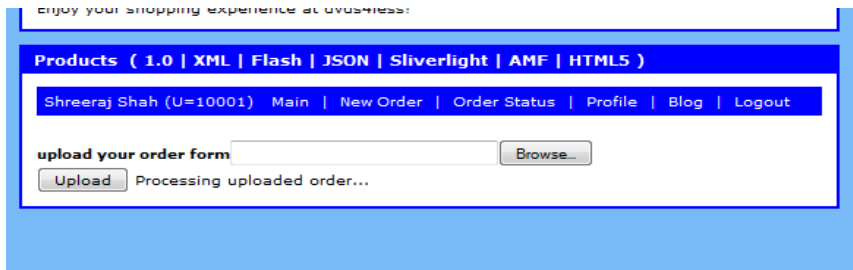 Enjoy your shopping experience at dvds4less!
Products ( 1.0 | XML | Flash | JSON | Sliverlight | AMF | HTML5 )
Shreeraj Shah (U=10001) Main | New Order | Order Status | Profile | Blog | Logout
upload your order form Browse...
Upload Processing uploaded order...